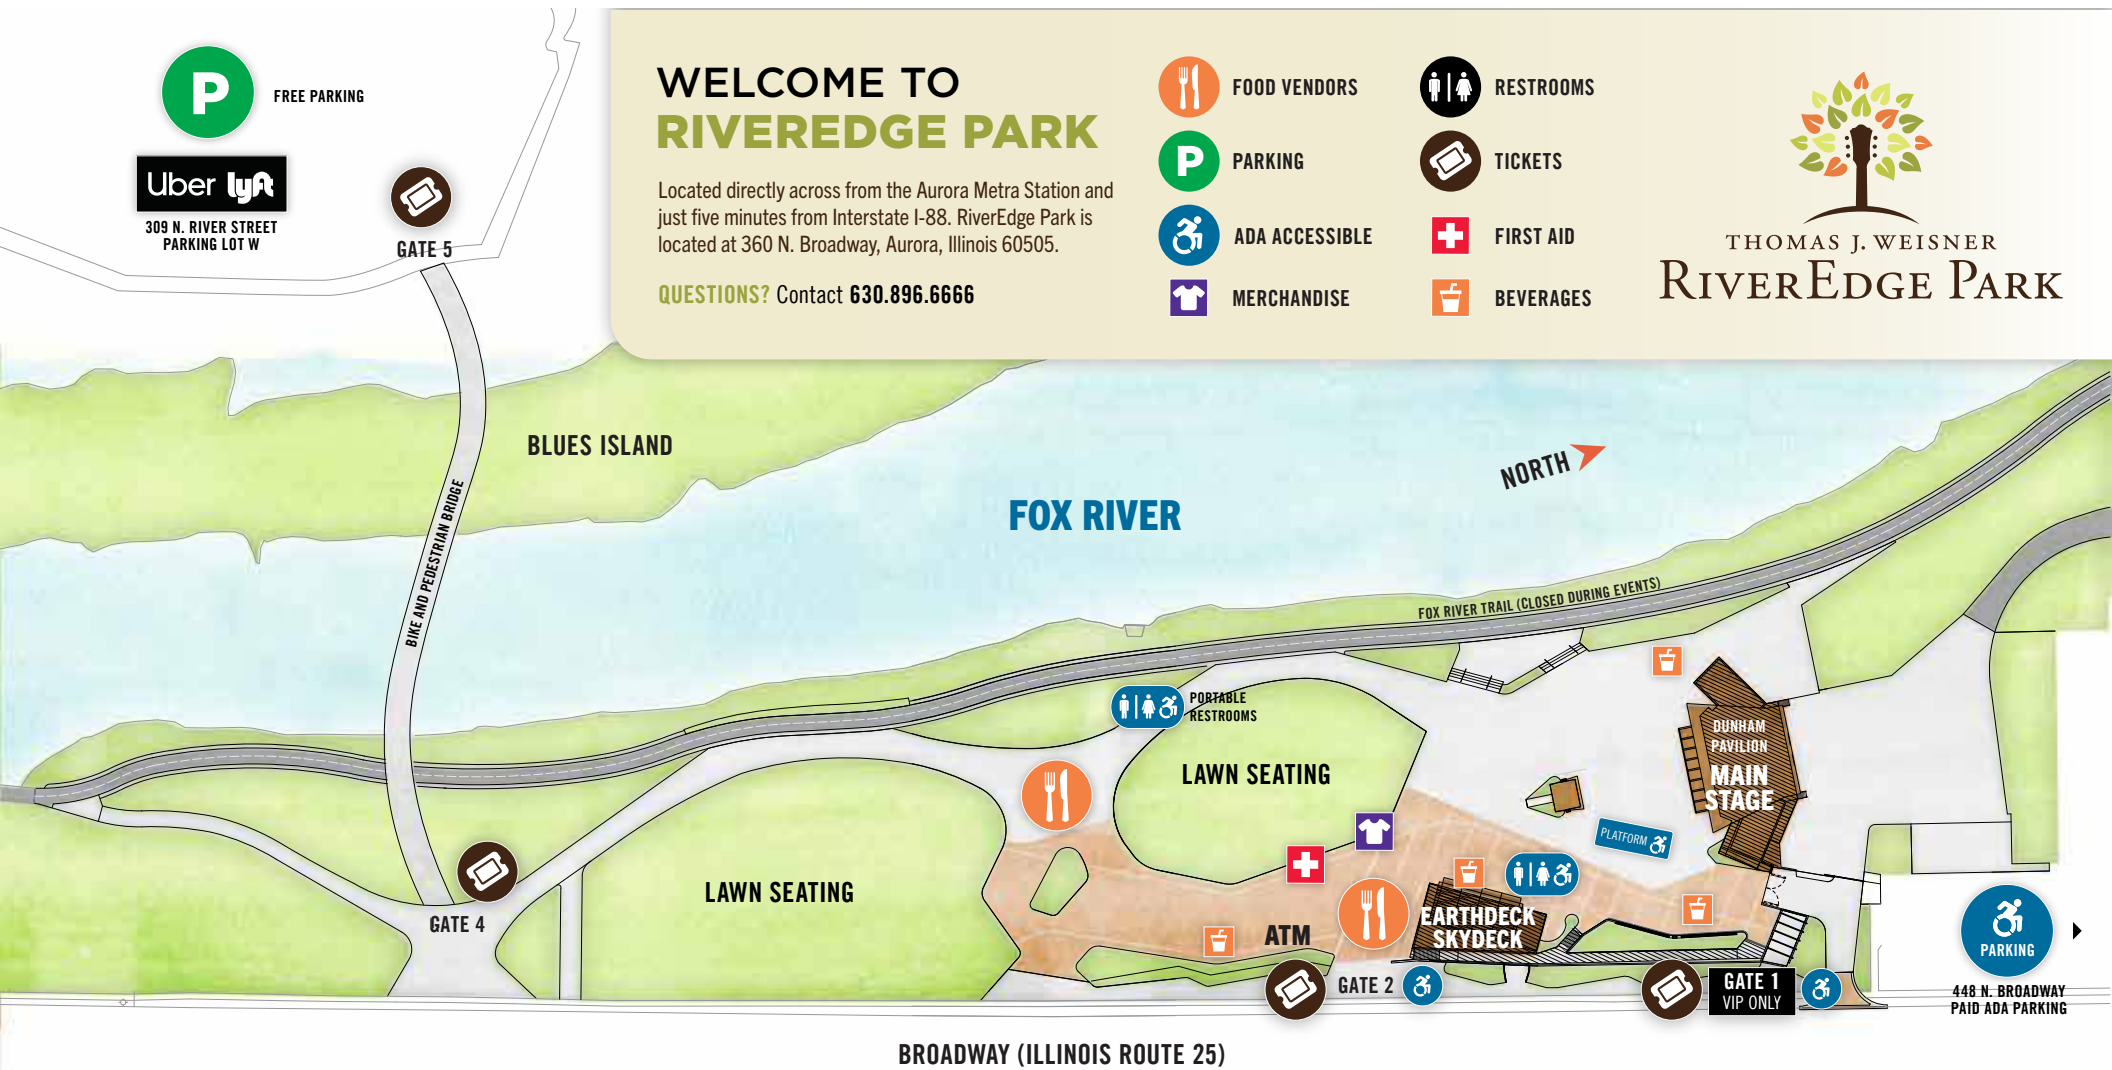 P
FREE PARKING
Uber lyft
309 N. RIVER STREET
PARKING LOT W
GATE 5
WELCOME TO
RIVEREDGE PARK
Located directly across from the Aurora Metra Station and
just five minutes from Interstate I-88. RiverEdge Park is
located at 360 N. Broadway, Aurora, Illinois 60505.
QUESTIONS? Contact 630.896.6666
FOOD VENDORS
P PARKING
ADA ACCESSIBLE
MERCHANDISE
RESTROOMS
TICKETS
FIRST AID
BEVERAGES
THOMAS J. WEISNER
RIVEREDGE PARK
BLUES ISLAND
BIKE AND PEDESTRIAN BRIDGE
FOX RIVER
NORTH
FOX RIVER TRAIL (CLOSED DURING EVENTS)
PORTABLE
RESTROOMS
DUNHAM
PAVILION
MAIN
STAGE
LAWN SEATING
PLATFORM
LAWN SEATING
GATE 4
EARTHDECK
SKYDECK
ATM
GATE 2
GATE 1
VIP ONLY
PARKING
448 N. BROADWAY
PAID ADA PARKING
BROADWAY (ILLINOIS ROUTE 25)